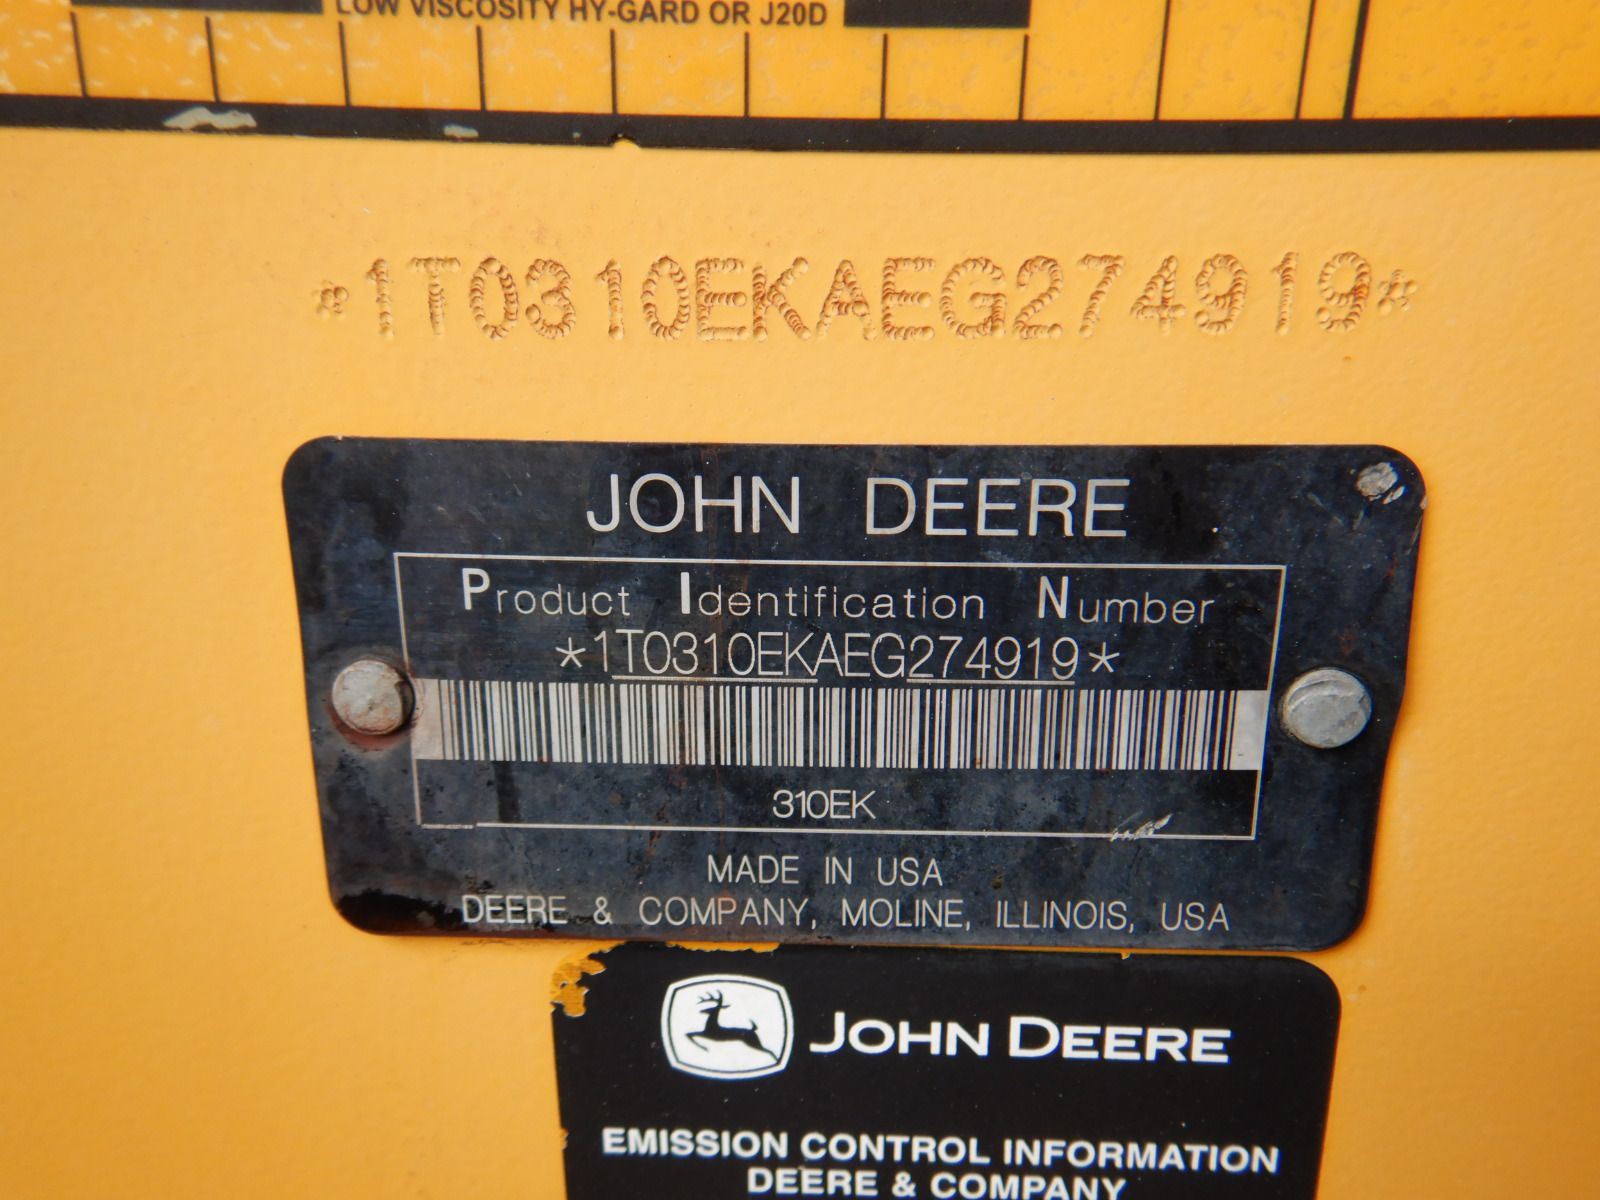 LOW VISCOSITY HY-GARD OR J20D
*1T0310EKAEG274919*
JOHN DEERE
Product Identification Number
*1T0310EKAEG274919*
310EK
MADE IN USA
DEERE & COMPANY, MOLINE, ILLINOIS, USA
JOHN DEERE
EMISSION CONTROL INFORMATION
DEERE & COMPANY